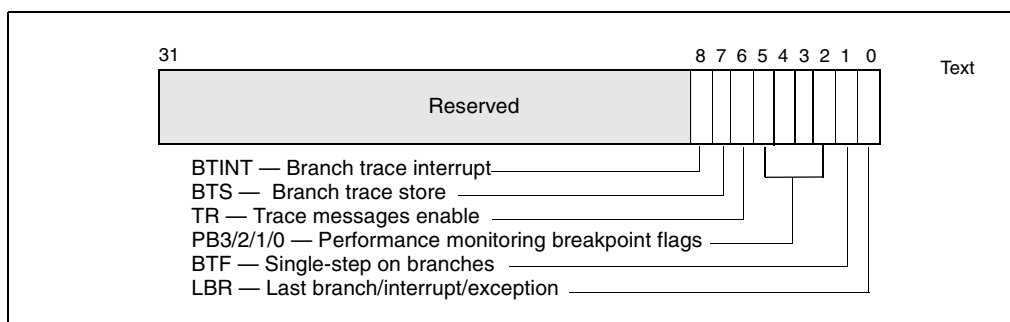 31 8 7 6 5 4 3 2 1 0
Text
Reserved
BTINT — Branch trace interrupt
BTS — Branch trace store
TR — Trace messages enable
PB3/2/1/0 — Performance monitoring breakpoint flags
BTF — Single-step on branches
LBR — Last branch/interrupt/exception